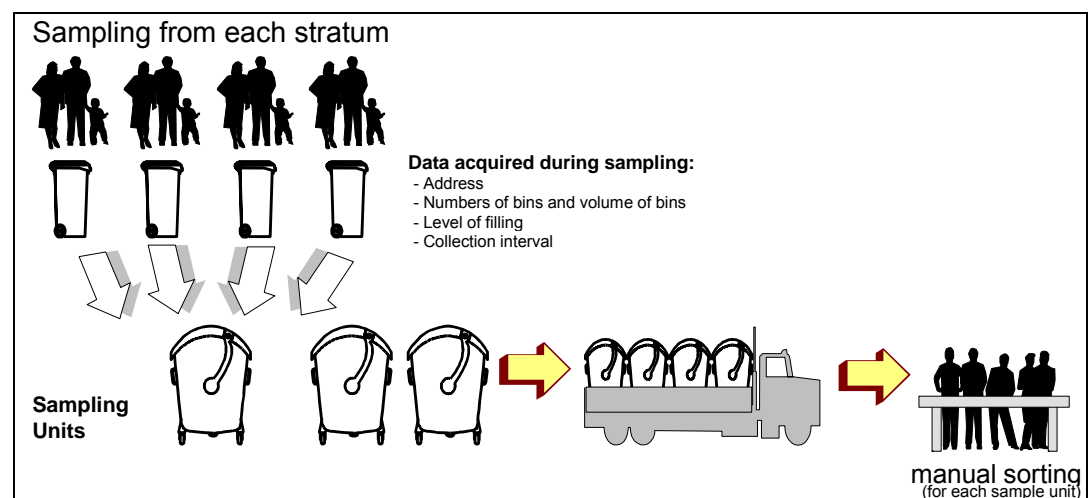 Sampling from each stratum
Data acquired during sampling:
- Address
- Numbers of bins and volume of bins
- Level of filling
- Collection interval
Sampling
Units
manual sorting
(for each sample unit)